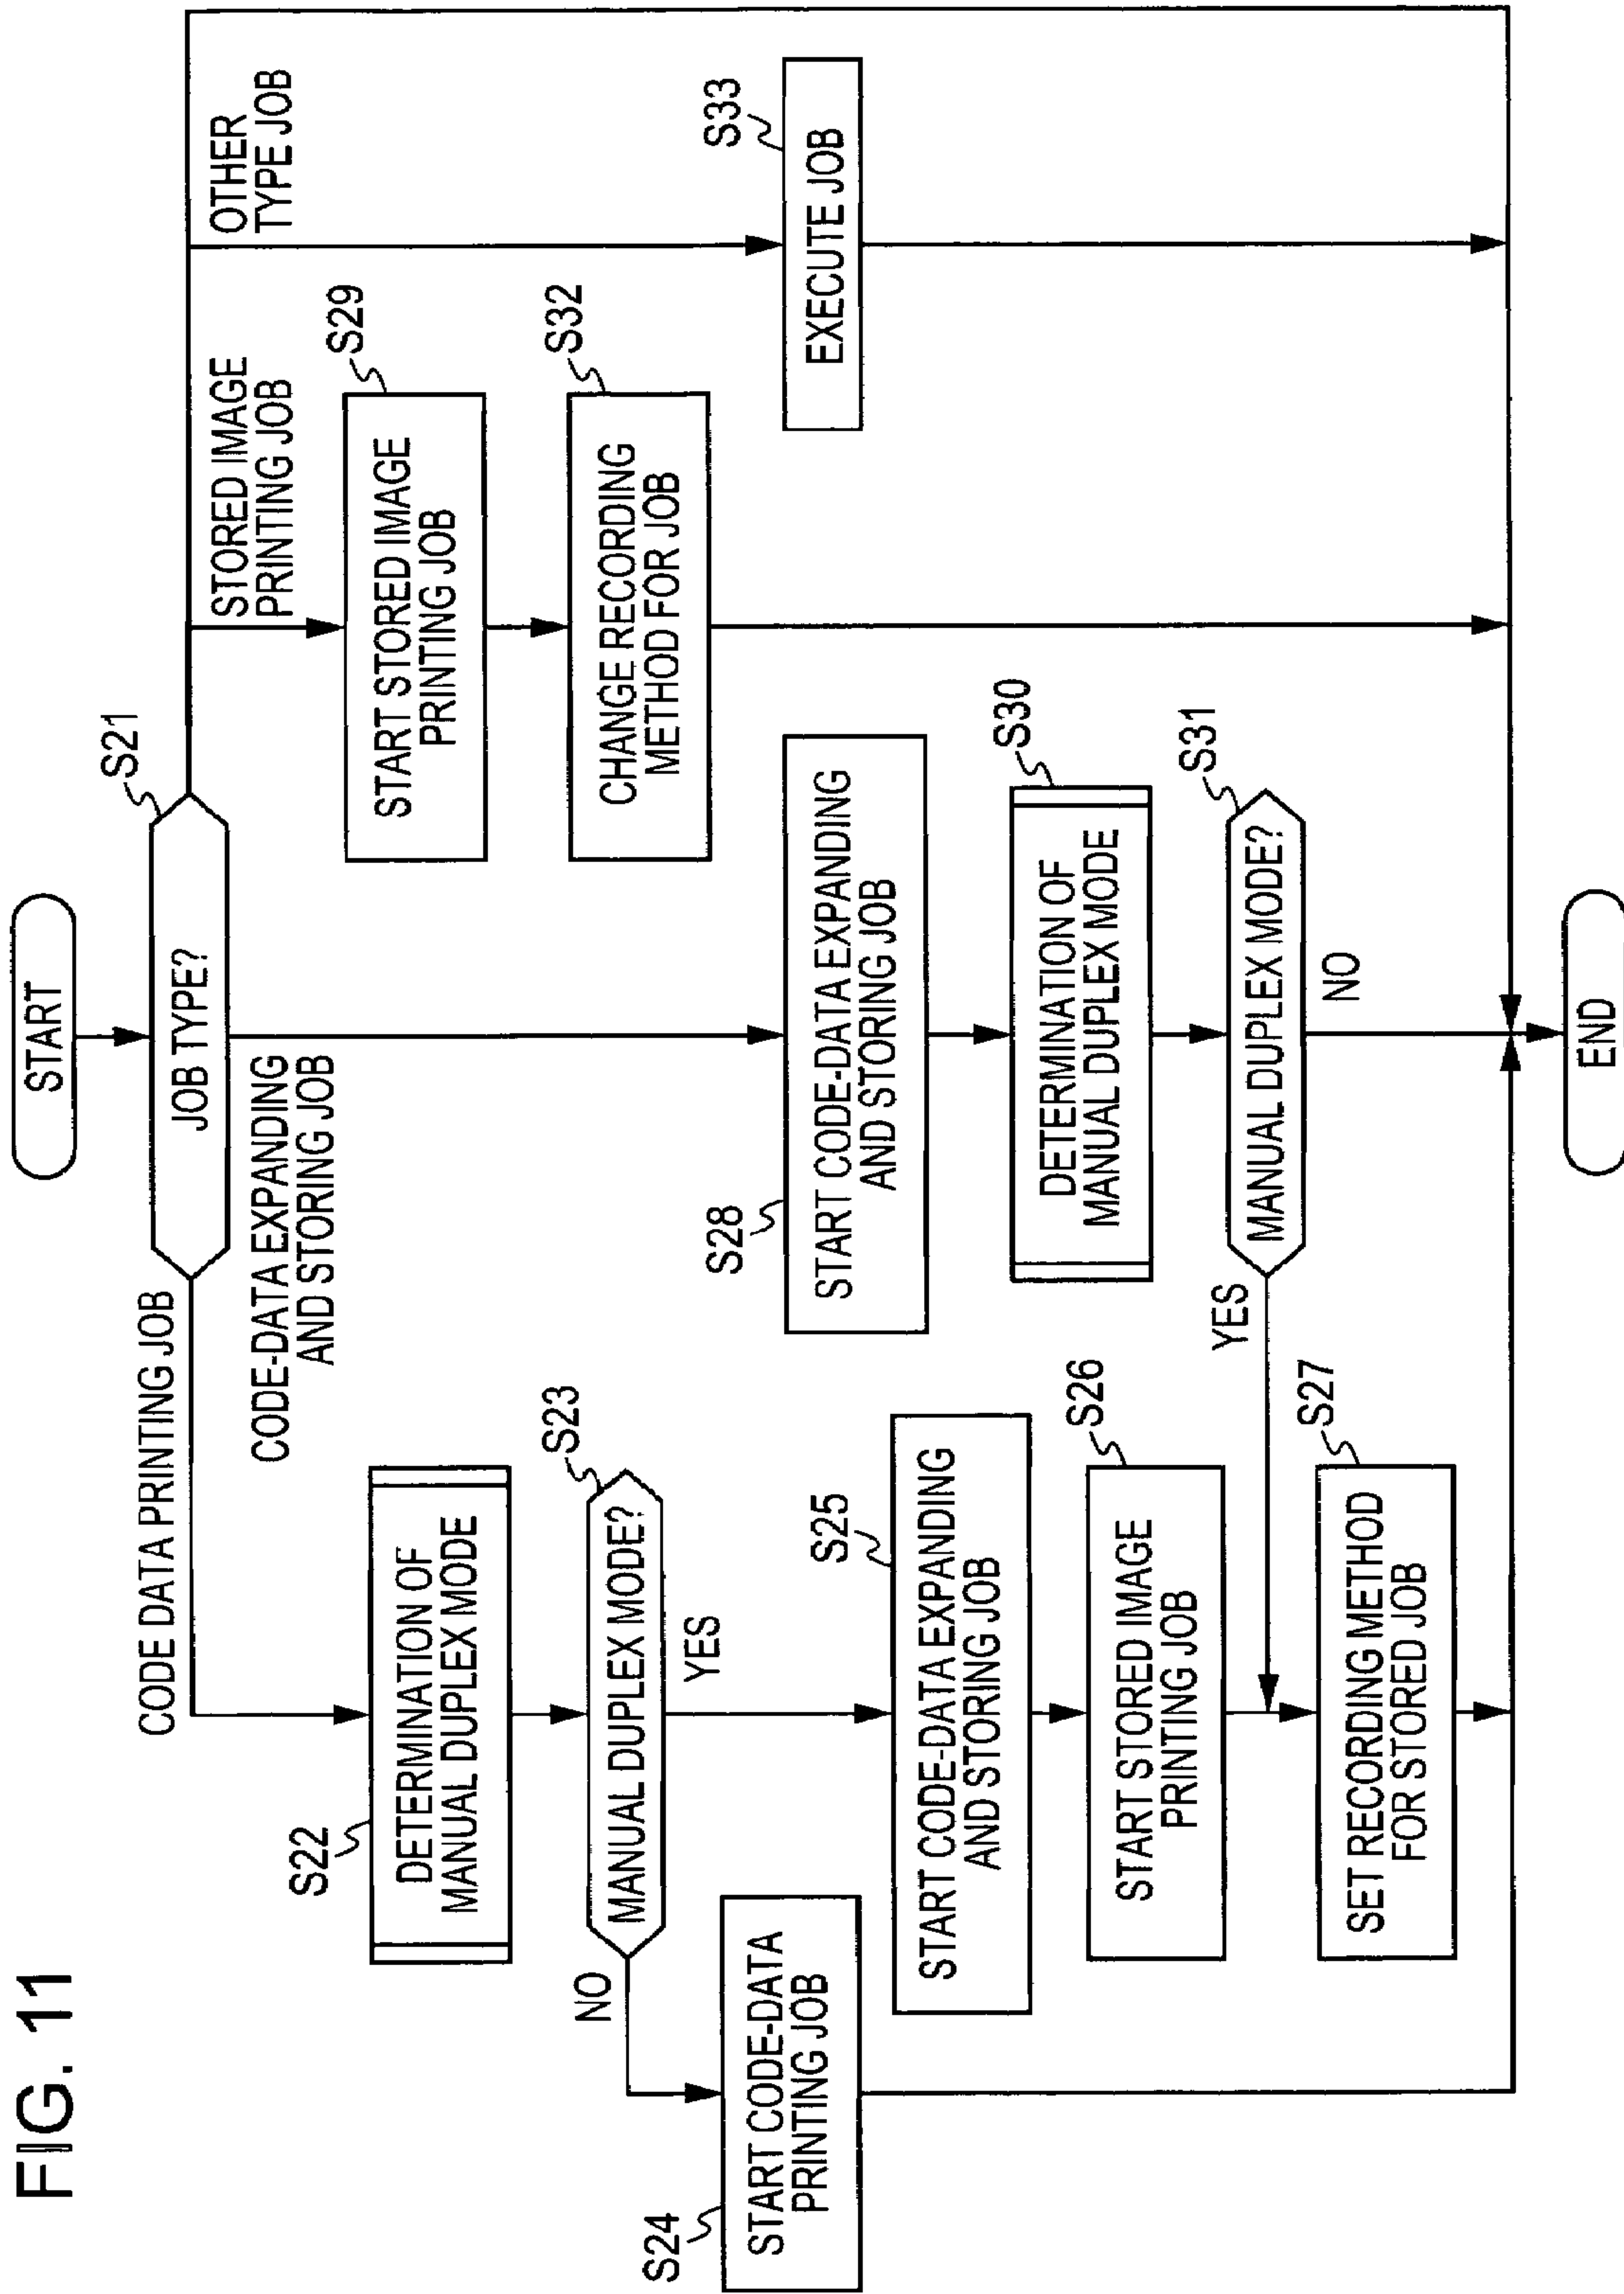 FIG. 11
START
JOB TYPE?
S21
CODE DATA PRINTING JOB
CODE-DATA EXPANDING
AND STORING JOB
STORED IMAGE
PRINTING JOB
OTHER
TYPE JOB
S22
DETERMINATION OF
MANUAL DUPLEX MODE
S23
MANUAL DUPLEX MODE?
NO
YES
S24
START CODE-DATA
PRINTING JOB
S25
START CODE-DATA EXPANDING
AND STORING JOB
S26
START STORED IMAGE
PRINTING JOB
S27
SET RECORDING METHOD
FOR STORED JOB
S28
START CODE-DATA EXPANDING
AND STORING JOB
S30
DETERMINATION OF
MANUAL DUPLEX MODE
S31
MANUAL DUPLEX MODE?
YES
NO
S29
START STORED IMAGE
PRINTING JOB
S32
CHANGE RECORDING
METHOD FOR JOB
S33
EXECUTE JOB
END